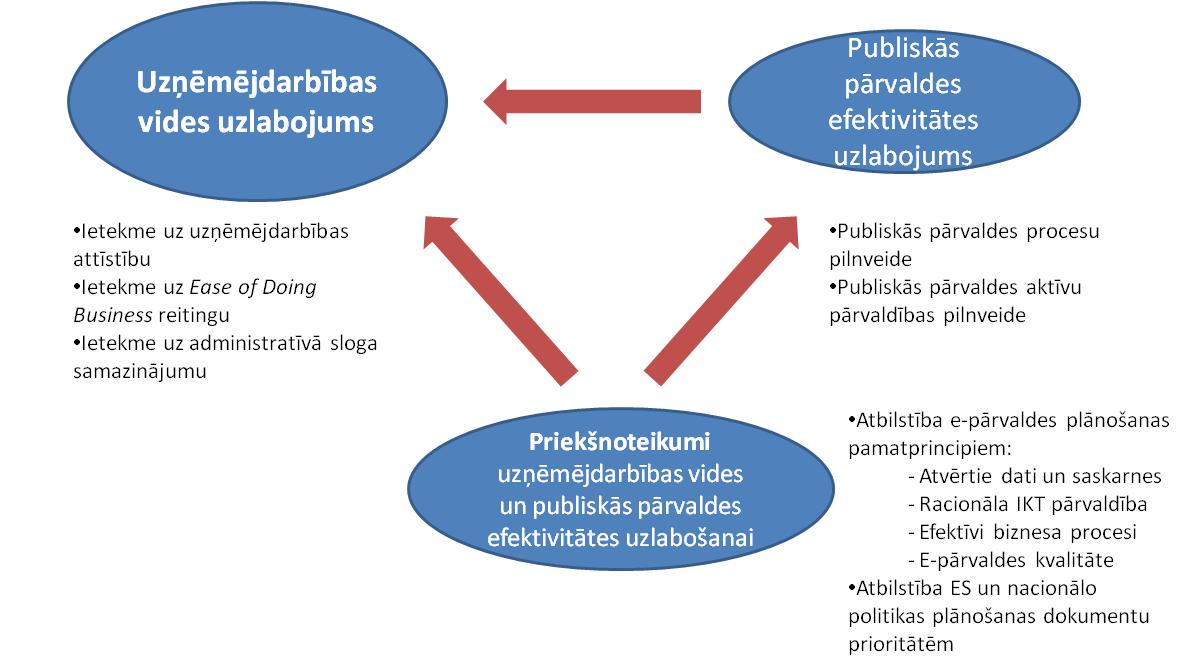 Uzņēmējdarbības
vides uzlabojums
Publiskās
pārvaldes
efektivitātes
uzlabojums
•Ietekme uz uzņēmējdarbības
attīstību
•Ietekme uz Ease of Doing
Business reitingu
•Ietekme uz administratīvā sloga
samazinājumu
•Publiskās pārvaldes procesu
pilnveide
•Publiskās pārvaldes aktīvu
pārvaldības pilnveide
Priekšnoteikumi
uzņēmējdarbības vides
un publiskās pārvaldes
efektivitātes uzlabošanai
•Atbilstība e-pārvaldes plānošanas
pamatprincipiem:
- Atvērtie dati un saskarnes
- Racionāla IKT pārvaldība
- Efektīvi biznesa procesi
- E-pārvaldes kvalitāte
•Atbilstība ES un nacionālo
politikas plānošanas dokumentu
prioritātēm